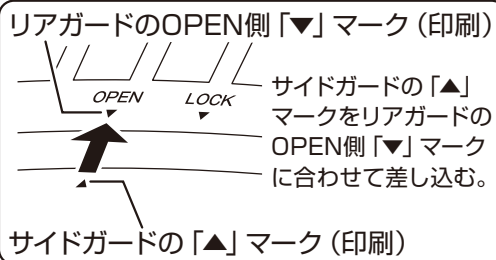 リアガードのOPEN側「▼」マーク（印刷）
OPEN
LOCK
サイドガードの「▲」
マークをリアガードの
OPEN側「▼」マーク
に合わせて差し込む。
サイドガードの「▲」マーク（印刷）